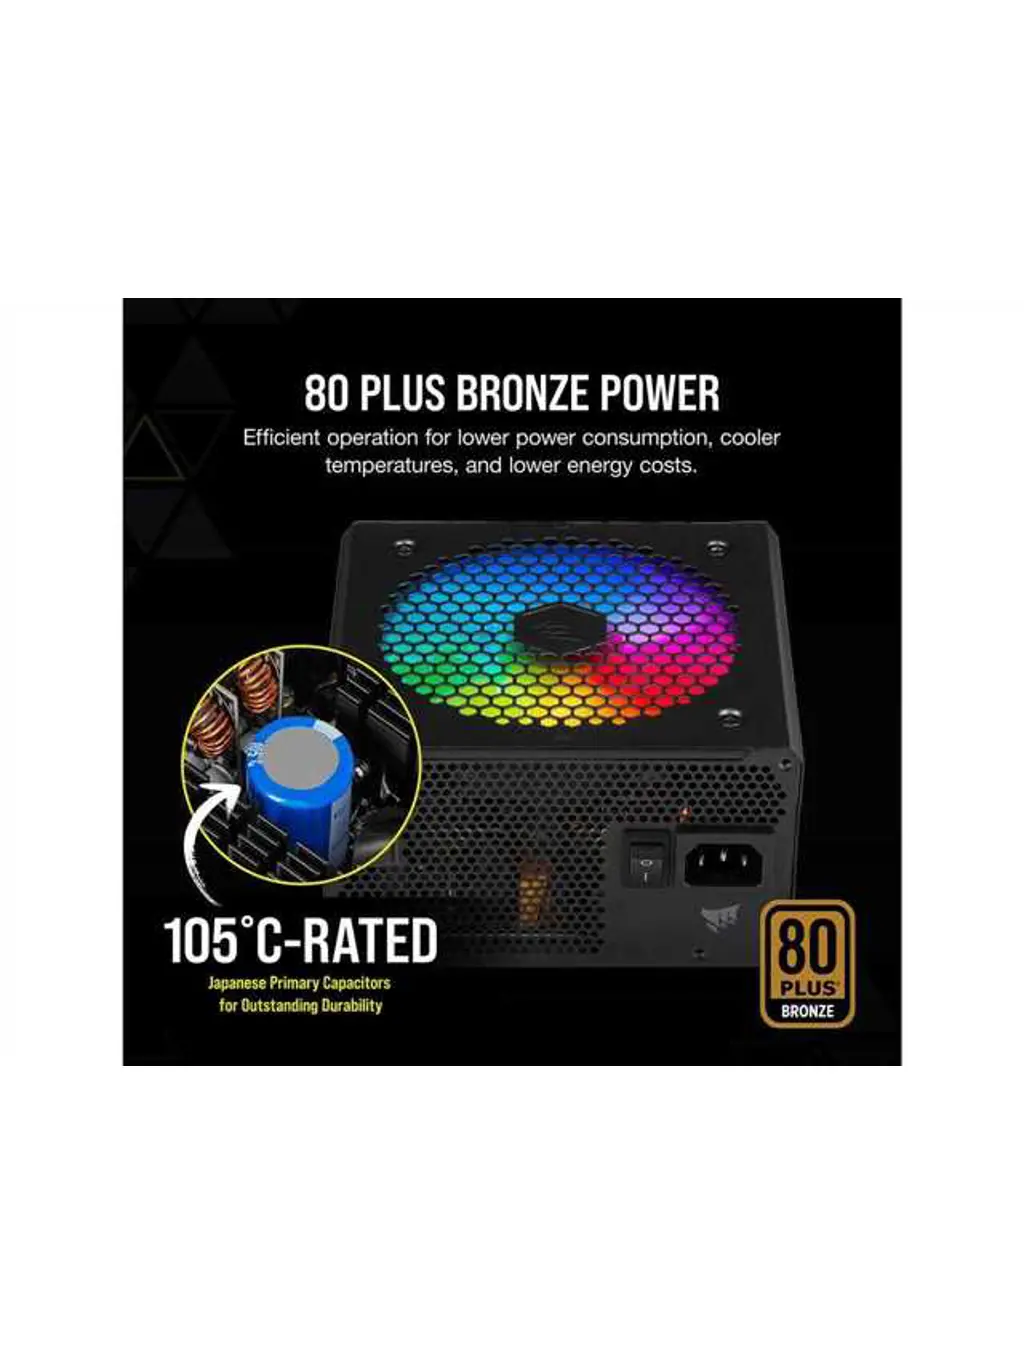 80 PLUS BRONZE POWER
Efficient operation for lower power consumption, cooler
temperatures, and lower energy costs.
105°C-RATED
Japanese Primary Capacitors
for Outstanding Durability
80
PLUS®
BRONZE